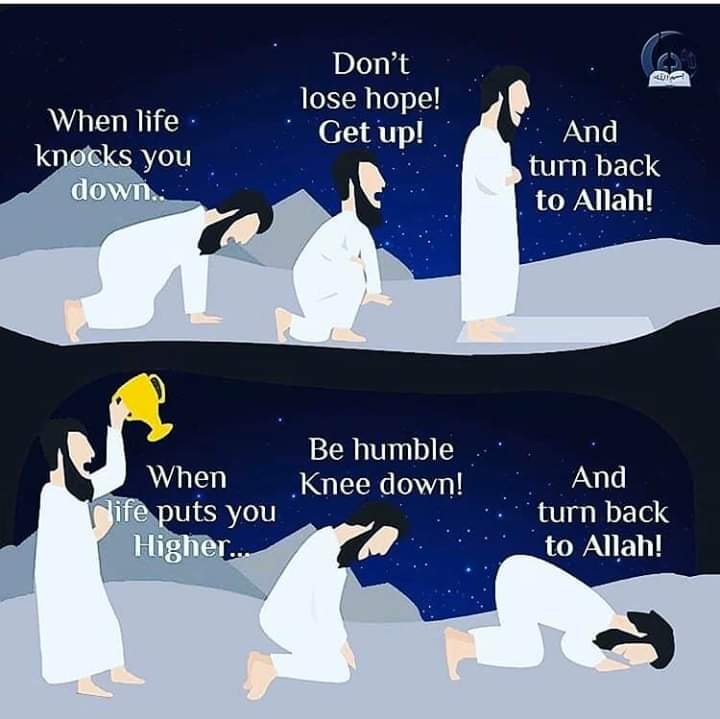 When life
knocks you
down..
Don't
lose hope!
Get up!
And
turn back
to Allah!
When
life puts you
Higher...
Be humble
Knee down!
And
turn back
to Allah!